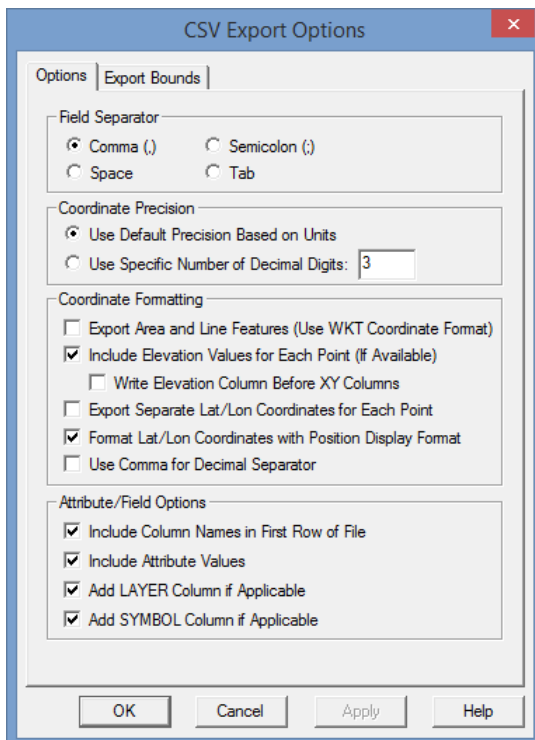 CSV Export Options
Options
Export Bounds
Field Separator
Comma (,)
Semicolon (;)
Space
Tab
Coordinate Precision
Use Default Precision Based on Units
Use Specific Number of Decimal Digits: 3
Coordinate Formatting
Export Area and Line Features (Use WKT Coordinate Format)
Include Elevation Values for Each Point (If Available)
Write Elevation Column Before XY Columns
Export Separate Lat/Lon Coordinates for Each Point
Format Lat/Lon Coordinates with Position Display Format
Use Comma for Decimal Separator
Attribute/Field Options
Include Column Names in First Row of File
Include Attribute Values
Add LAYER Column if Applicable
Add SYMBOL Column if Applicable
OK
Cancel
Apply
Help